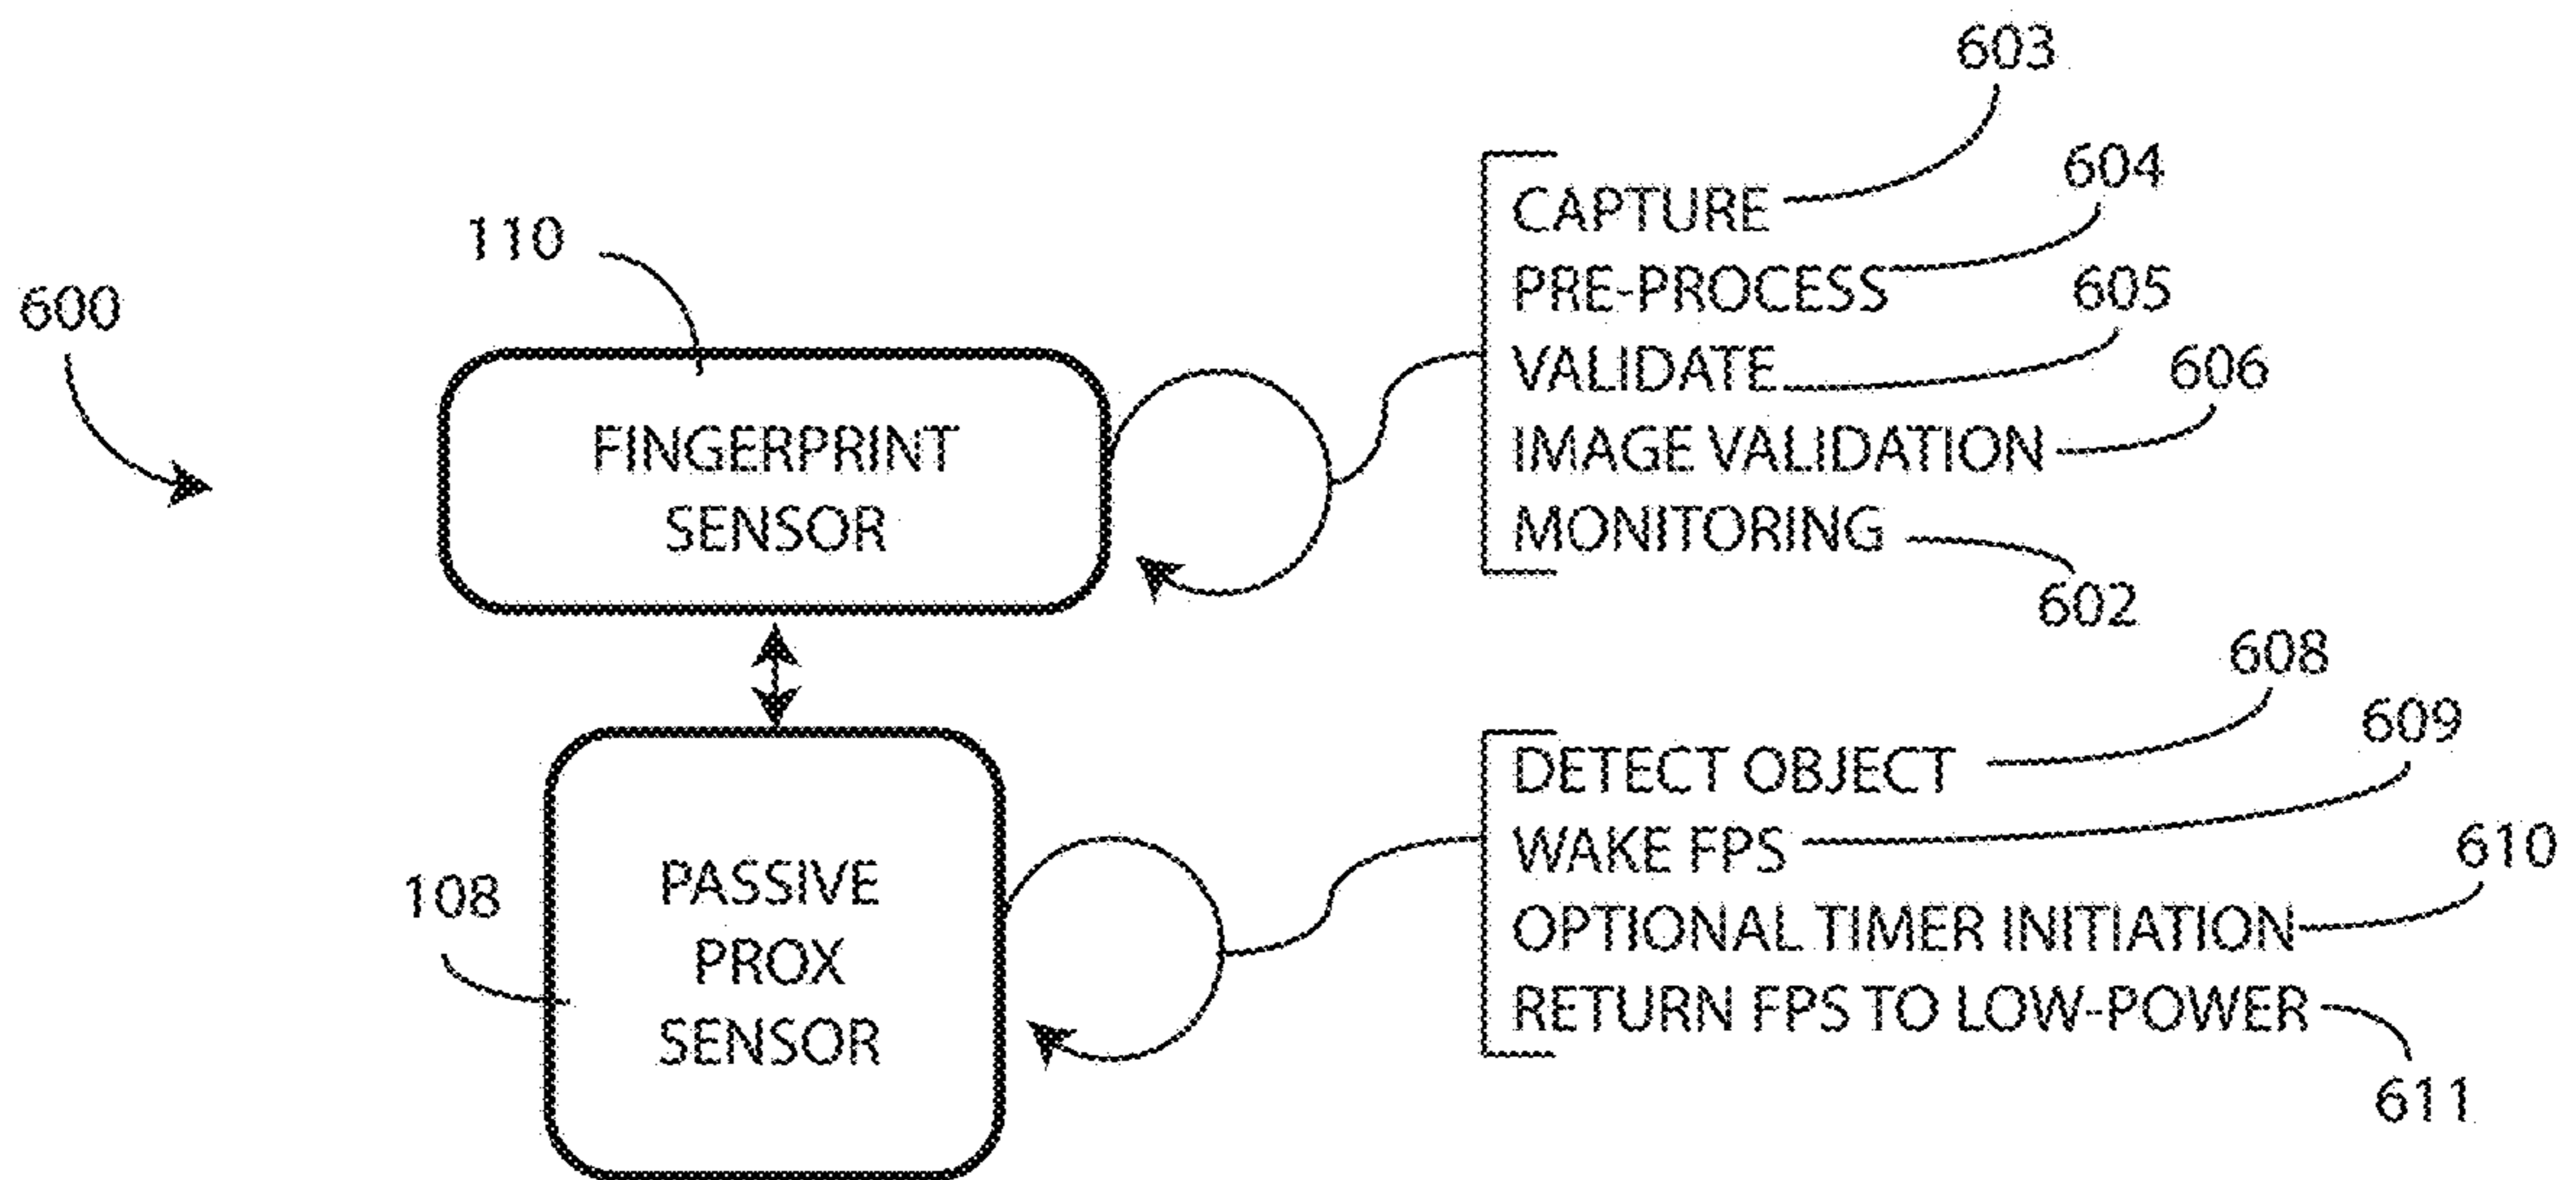 603
CAPTURE
604
PRE-PROCESS
605
VALIDATE
606
IMAGE VALIDATION
MONITORING
602
110
600
FINGERPRINT
SENSOR
608
609
DETECT OBJECT
WAKE FPS
610
OPTIONAL TIMER INITIATION
RETURN FPS TO LOW-POWER
611
108
PASSIVE
PROX
SENSOR